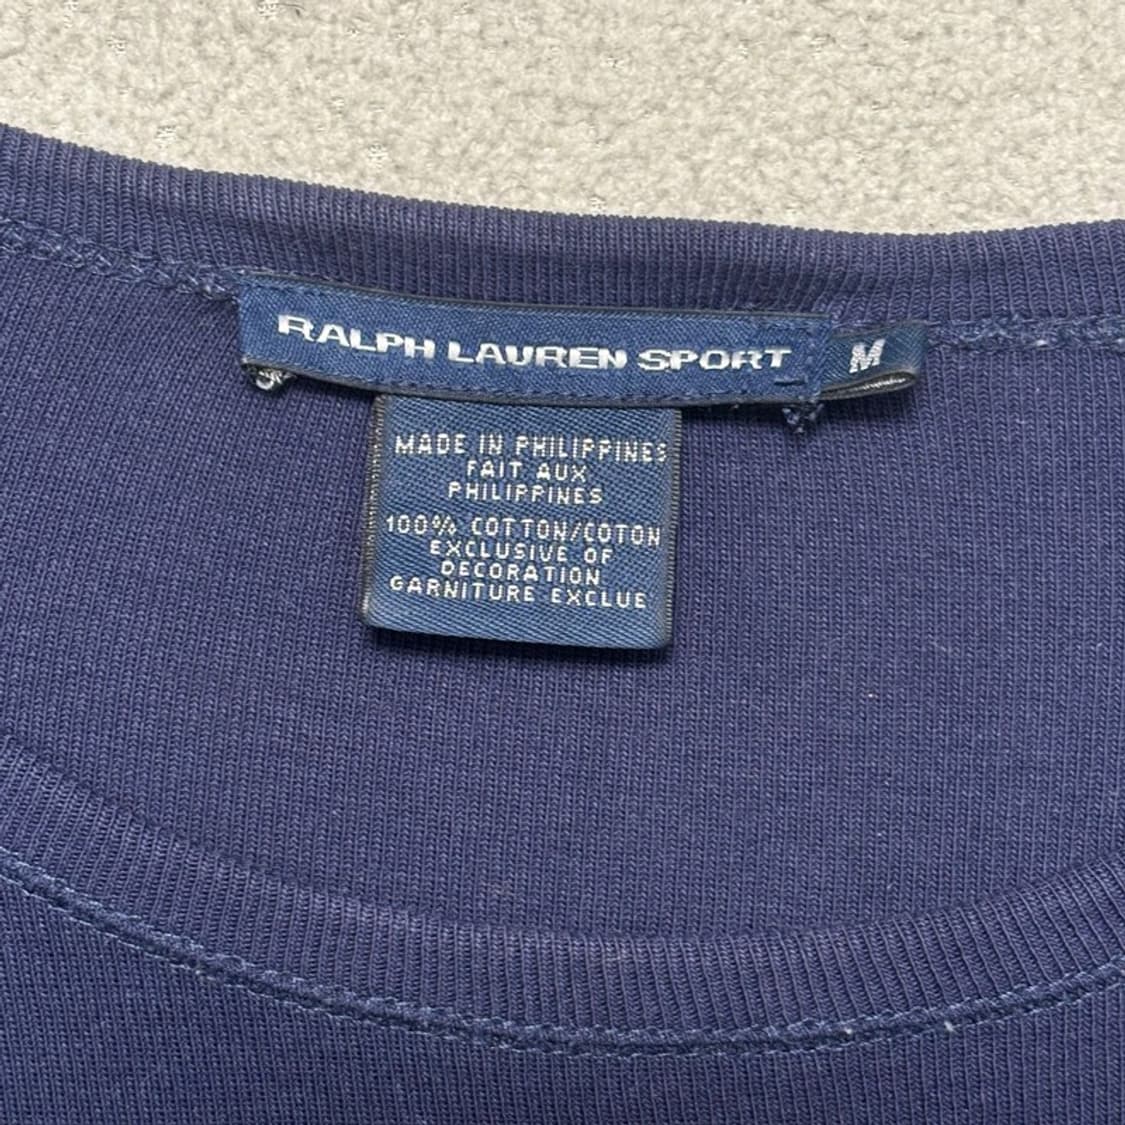 RALPH LAUREN SPORT
M
MADE IN PHILIPPINES
FAIT AUX
PHILIPPINES
100% COTTON/COTON
EXCLUSIVE OF
DECORATION
GARNITURE EXCLUE